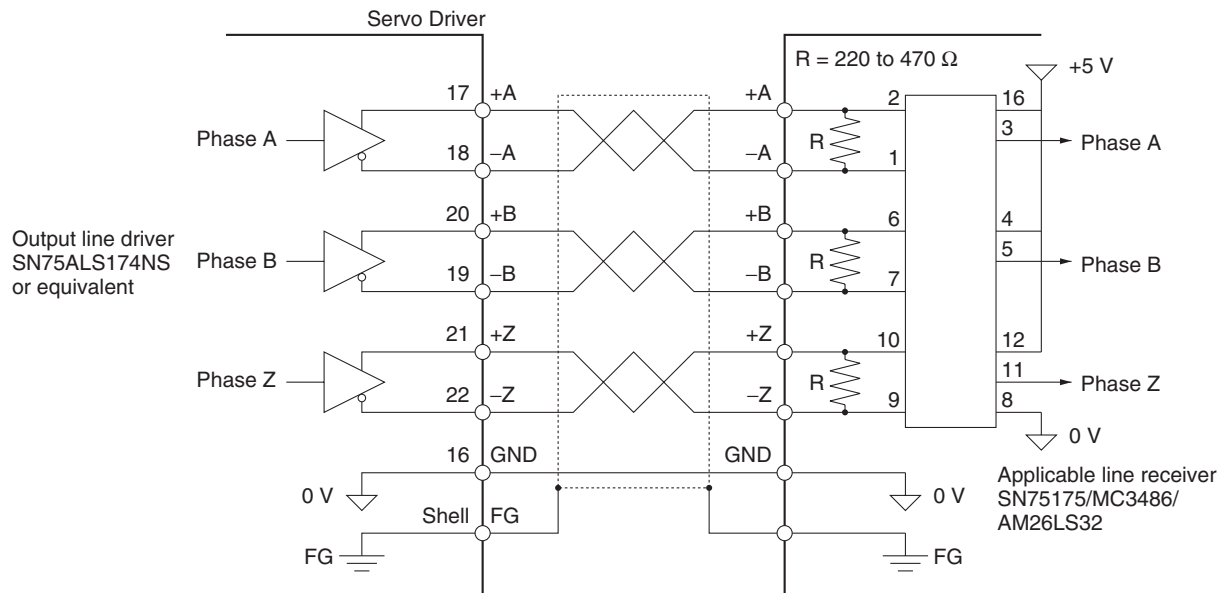 Servo Driver
R = 220 to 470 Ω
+5 V
17 +A +A 2 16
Phase A R 3 Phase A
18 –A –A 1
20 +B +B 6 4
Output line driver
SN75ALS174NS
or equivalent
Phase B R 5 Phase B
19 –B –B 7
21 +Z +Z 10 12
Phase Z R 11 Phase Z
22 –Z –Z 9 8
0 V
16 GND GND
0 V 0 V
Applicable line receiver
SN75175/MC3486/
AM26LS32
Shell FG
FG FG